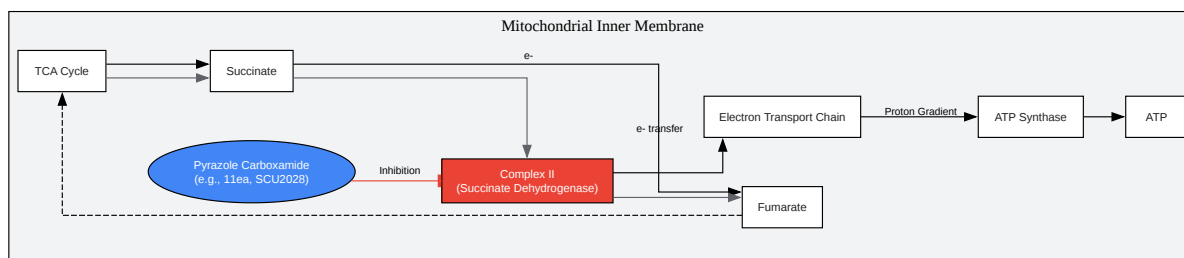 Mitochondrial Inner Membrane
TCA Cycle
Succinate
e-
Electron Transport Chain
Proton Gradient
ATP Synthase
ATP
e- transfer
Pyrazole Carboxamide
(e.g., 11ea, SCU2028)
Inhibition
Complex II
(Succinate Dehydrogenase)
Fumarate